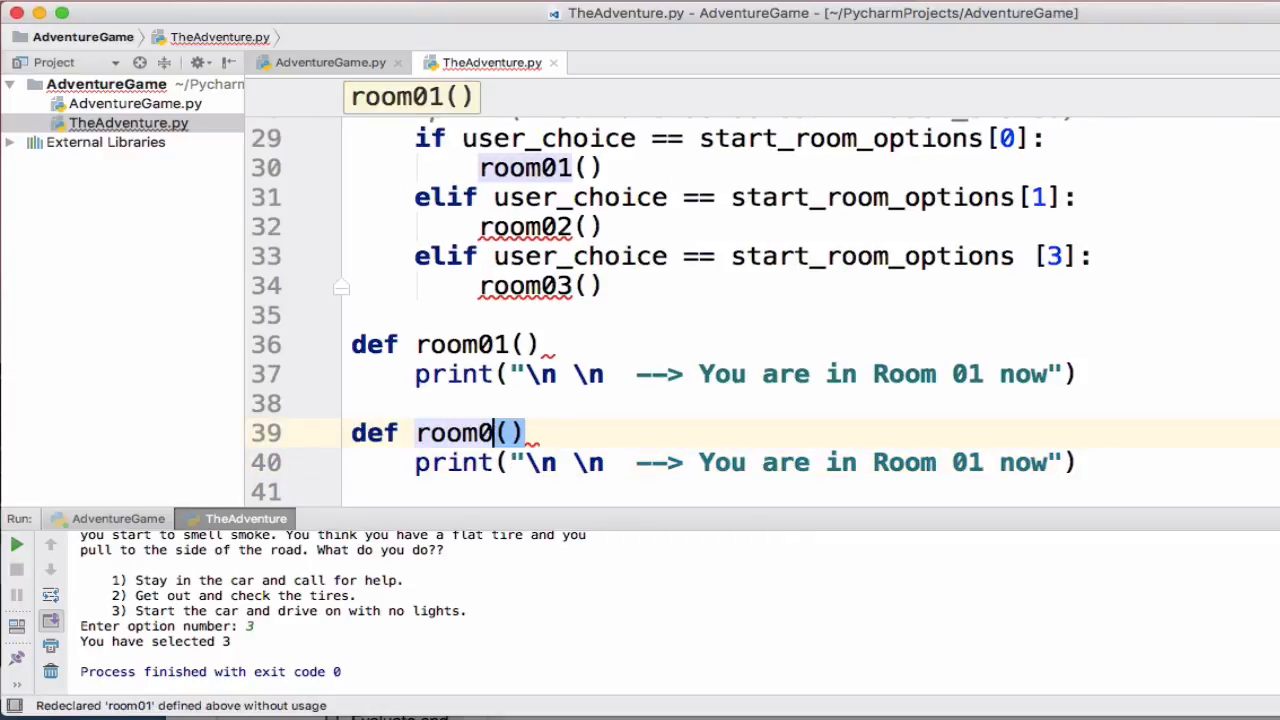 TheAdventure.py - AdventureGame - [~/PycharmProjects/AdventureGame]
AdventureGame TheAdventure.py
Project AdventureGame.py TheAdventure.py
AdventureGame ~/Pycharm
AdventureGame.py
TheAdventure.py
External Libraries
room01()
29 if user_choice == start_room_options[0]:
30 room01()
31 elif user_choice == start_room_options[1]:
32 room02()
33 elif user_choice == start_room_options [3]:
34 room03()
35
36 def room01()
37 print("\n \n --> You are in Room 01 now")
38
39 def room0()
40 print("\n \n --> You are in Room 01 now")
41
Run: AdventureGame TheAdventure
you start to smell smoke. You think you have a flat tire and you
pull to the side of the road. What do you do??
1) Stay in the car and call for help.
2) Get out and check the tires.
3) Start the car and drive on with no lights.
Enter option number: 3
You have selected 3
Process finished with exit code 0
Redeclared 'room01' defined above without usage